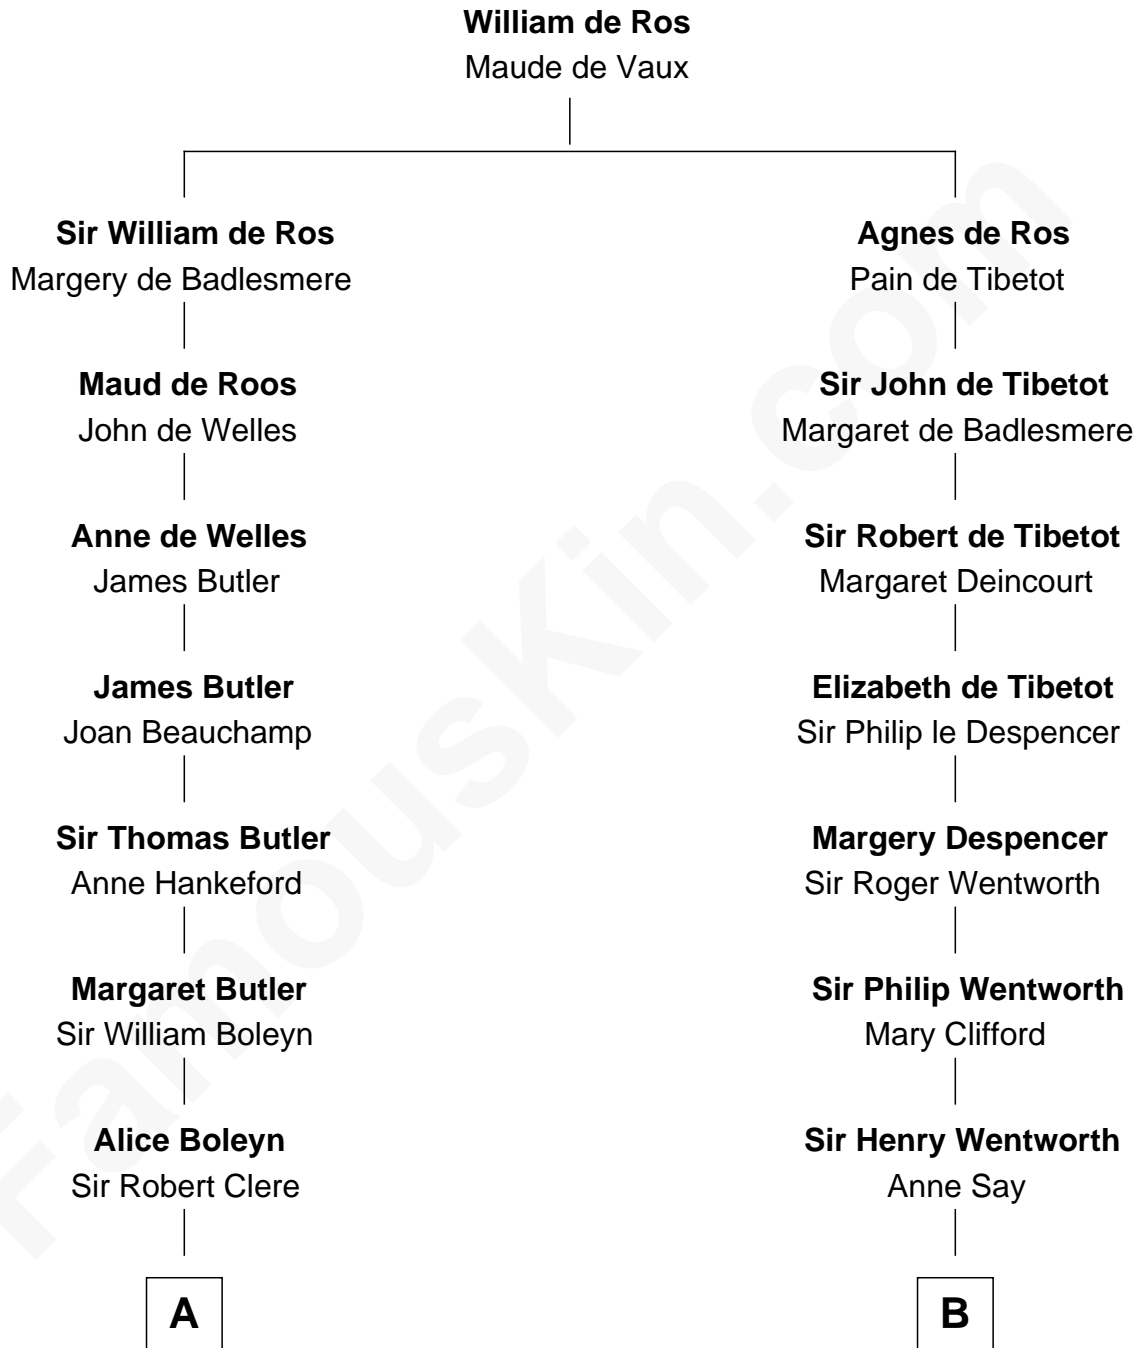 William de Ros
Maude de Vaux
Sir William de Ros
Margery de Badlesmere
Agnes de Ros
Pain de Tibetot
Maud de Roos
John de Welles
Sir John de Tibetot
Margaret de Badlesmere
Anne de Welles
James Butler
Sir Robert de Tibetot
Margaret Deincourt
James Butler
Joan Beauchamp
Elizabeth de Tibetot
Sir Philip le Despencer
Sir Thomas Butler
Anne Hankeford
Margery Despencer
Sir Roger Wentworth
Margaret Butler
Sir William Boleyn
Sir Philip Wentworth
Mary Clifford
Alice Boleyn
Sir Robert Clere
Sir Henry Wentworth
Anne Say
A
B
FamousKin.com